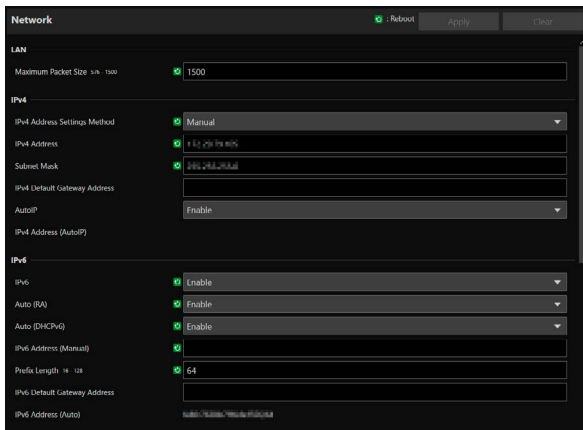 Network
: Reboot
Apply
Clear
LAN
Maximum Packet Size 576 - 1500
1500
IPv4
IPv4 Address Settings Method
Manual
IPv4 Address
Subnet Mask
IPv4 Default Gateway Address
AutoIP
Enable
IPv4 Address (AutoIP)
IPv6
IPv6
Enable
Auto (RA)
Enable
Auto (DHCPv6)
Enable
IPv6 Address (Manual)
Prefix Length 16 - 128
64
IPv6 Default Gateway Address
IPv6 Address (Auto)